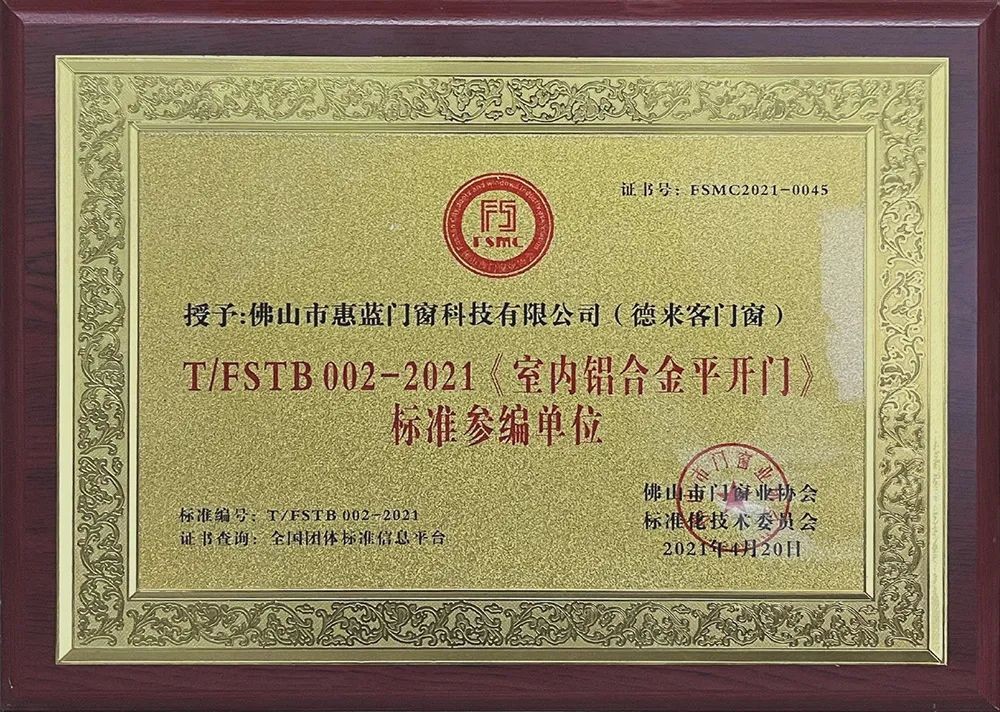 证书号：FSMC2021-0045
FSMC
授予:佛山市惠蓝门窗科技有限公司（德来客门窗）
T/FSTB 002-2021《室内铝合金平开门》
标准参编单位
佛山市门窗业协会
标准化技术委员会
2021年4月20日
标准编号：T/FSTB 002-2021
证书查询：全国团体标准信息平台